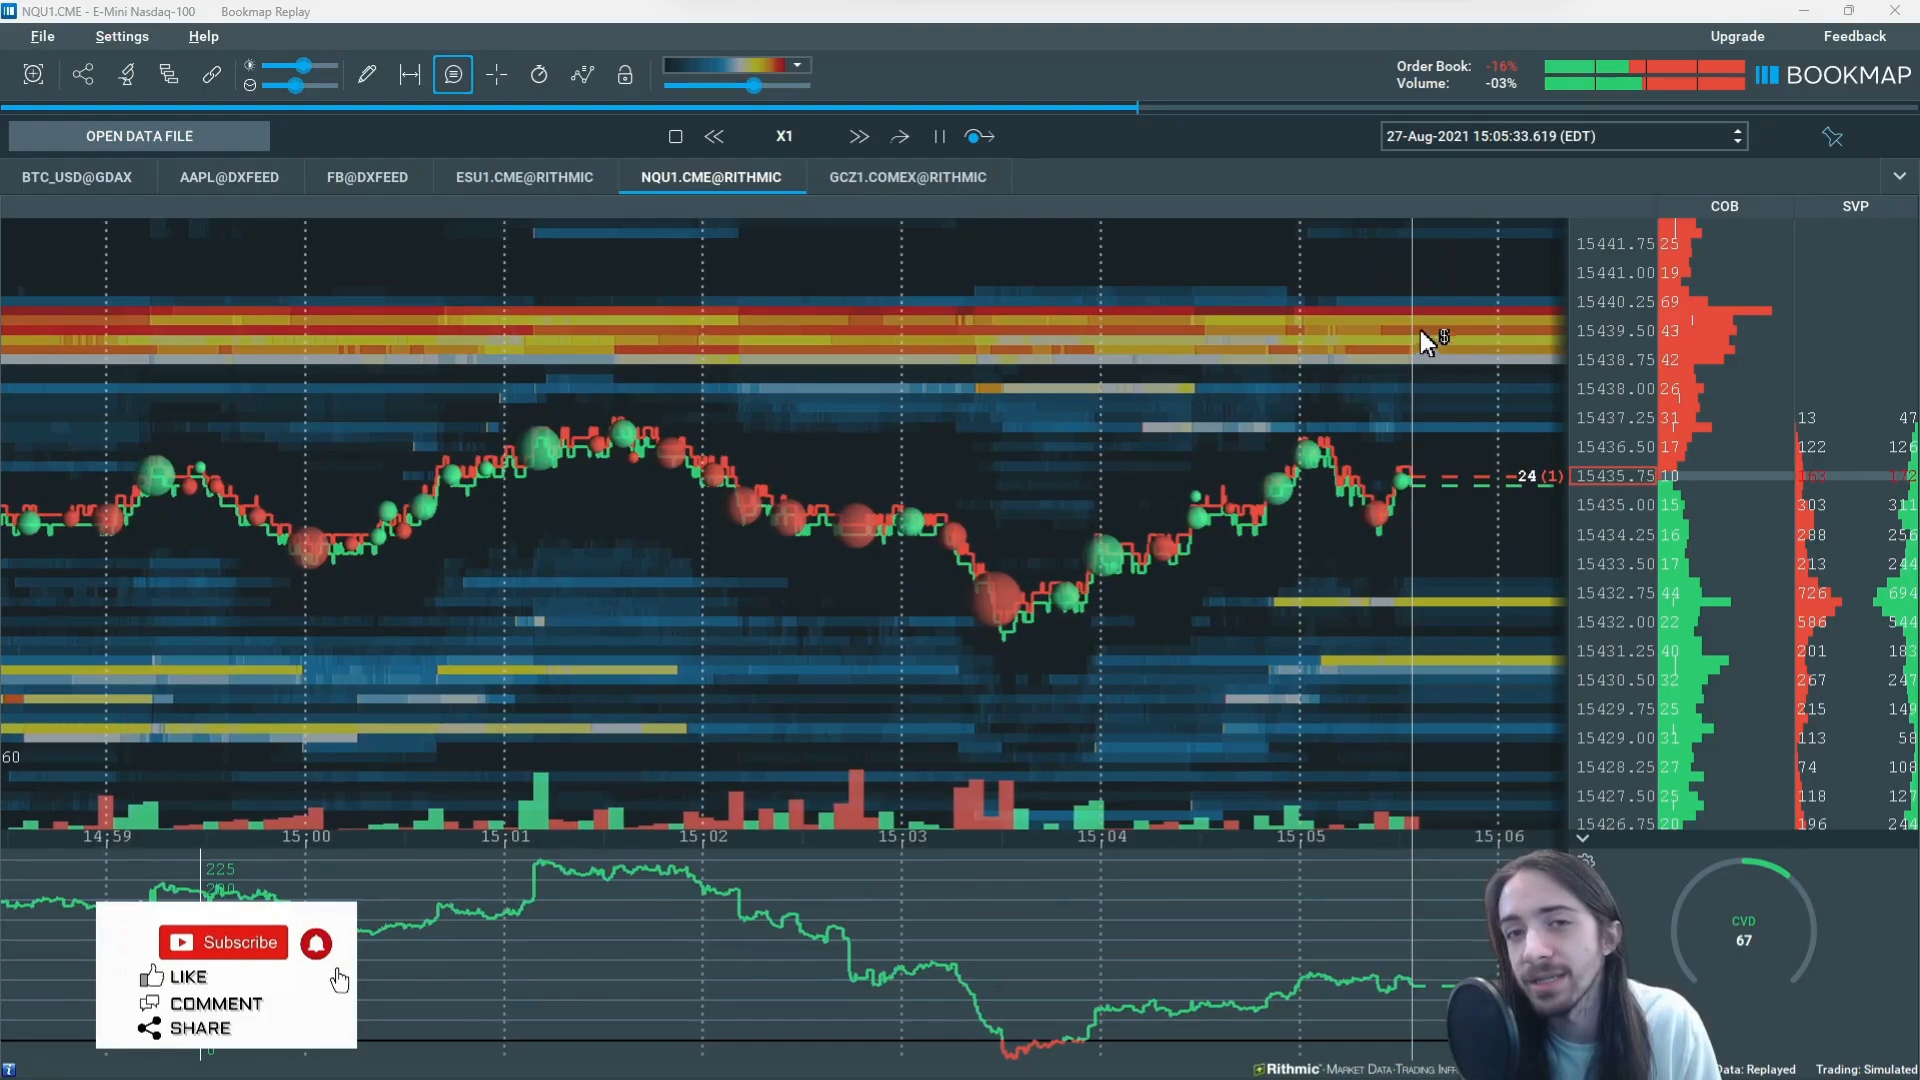 NQU1.CME - E-Mini Nasdaq-100 Bookmap Replay
File Settings Help Upgrade Feedback
Order Book: -16%
Volume: -03%
BOOKMAP
OPEN DATA FILE X1 27-Aug-2021 15:05:33.619 (EDT)
BTC_USD@GDAX AAPL@DXFEED FB@DXFEED ESU1.CME@RITHMIC NQU1.CME@RITHMIC GCZ1.COMEX@RITHMIC
COB SVP
15441.75 25
15441.00 19
15440.25 69
15439.50 43
15438.75 42
15438.00 26
15437.25 31 13 47
15436.50 17 122 126
24 (1) 15435.75 10 163 172
15435.00 15 303 311
15434.25 16 288 256
15433.50 17 213 244
15432.75 44 726 694
15432.00 22 586 544
15431.25 40 201 183
15430.50 32 267 247
15429.75 25 215 149
15429.00 31 113 58
60
15428.25 27 74 108
15427.50 25 118 127
15426.75 20 196 244
14:59 15:00 15:01 15:02 15:03 15:04 15:05 15:06
225
200
CVD
67
Subscribe
LIKE
COMMENT
SHARE
0
Rithmic MARKET DATA-TRADING INF
Data: Replayed Trading: Simulated